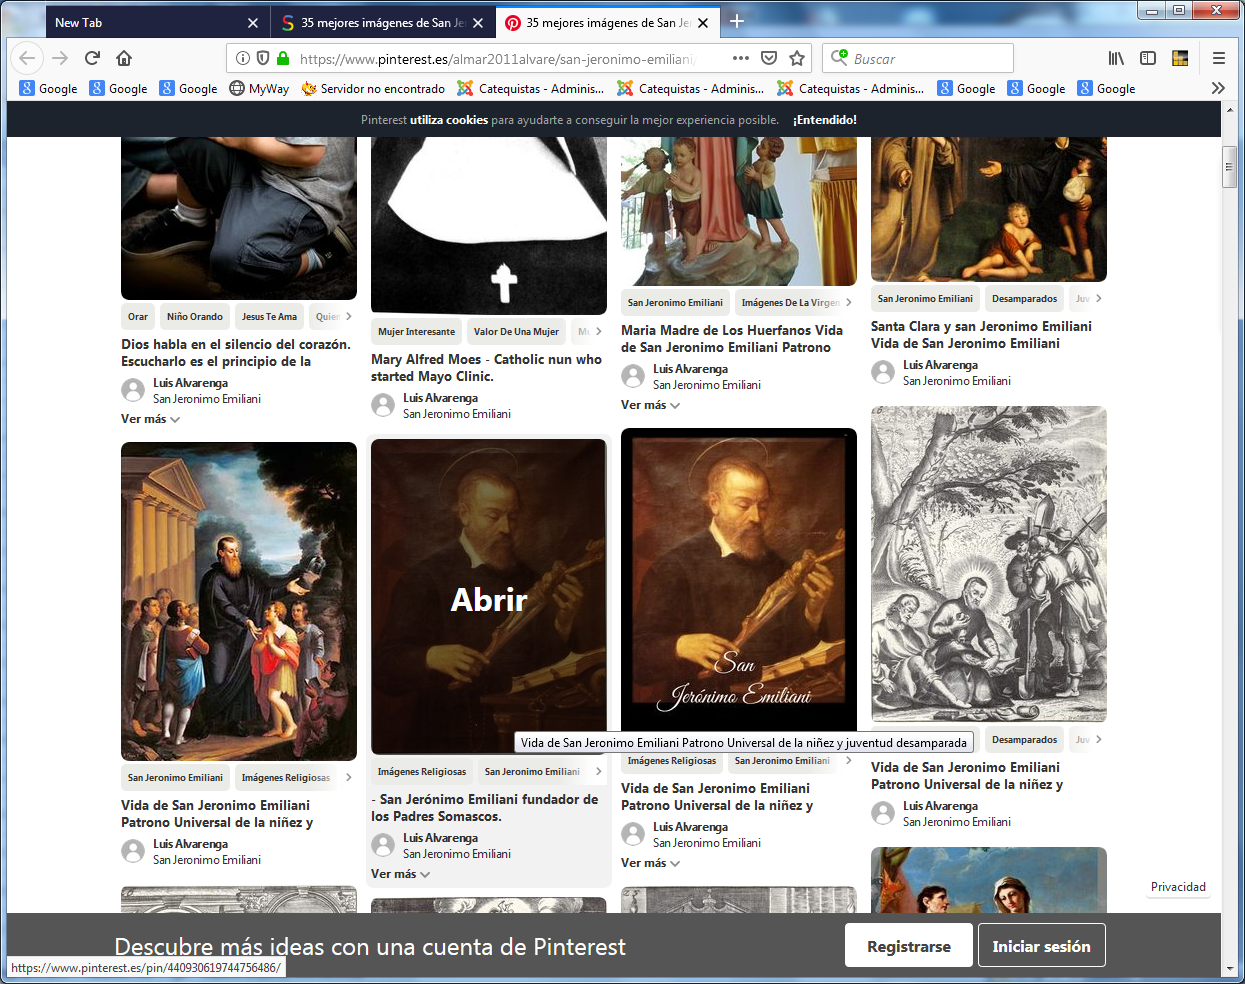 New Tab
35 mejores imágenes de San Je
35 mejores imágenes de San Jer
https://www.pinterest.es/almar2011alvare/san-jeronimo-emiliani/
Buscar
Google
Google
Google
MyWay
Servidor no encontrado
Catequistas - Adminis...
Catequistas - Adminis...
Catequistas - Adminis...
Google
Google
Google
Pinterest utiliza cookies para ayudarte a conseguir la mejor experiencia posible. ¡Entendido!
Orar
Niño Orando
Jesus Te Ama
Quien
Dios habla en el silencio del corazón.
Escucharlo es el principio de la
Luis Alvarenga
San Jeronimo Emiliani
Ver más
Mujer Interesante
Valor De Una Mujer
Mary Alfred Moes - Catholic nun who
started Mayo Clinic.
Luis Alvarenga
San Jeronimo Emiliani
San Jeronimo Emiliani
Imágenes De La Virgen
Maria Madre de Los Huerfanos Vida
de San Jeronimo Emiliani Patrono
Luis Alvarenga
San Jeronimo Emiliani
Ver más
San Jeronimo Emiliani
Desamparados
Juv
Santa Clara y san Jeronimo Emiliani
Vida de San Jeronimo Emiliani
Luis Alvarenga
San Jeronimo Emiliani
San Jeronimo Emiliani
Imágenes Religiosas
Vida de San Jeronimo Emiliani
Patrono Universal de la niñez y
Luis Alvarenga
San Jeronimo Emiliani
Abrir
Imágenes Religiosas
San Jeronimo Emiliani
- San Jerónimo Emiliani fundador de
los Padres Somascos.
Luis Alvarenga
San Jeronimo Emiliani
Ver más
San
Jerónimo Emiliani
Vida de San Jeronimo Emiliani Patrono Universal de la niñez y juventud desamparada
Imágenes Religiosas
San Jeronimo Emiliani
Vida de San Jeronimo Emiliani
Patrono Universal de la niñez y
Luis Alvarenga
San Jeronimo Emiliani
Ver más
Desamparados
Juv
Vida de San Jeronimo Emiliani
Patrono Universal de la niñez y
Luis Alvarenga
San Jeronimo Emiliani
Privacidad
Descubre más ideas con una cuenta de Pinterest
Registrarse
Iniciar sesión
https://www.pinterest.es/pin/440930619744756486/